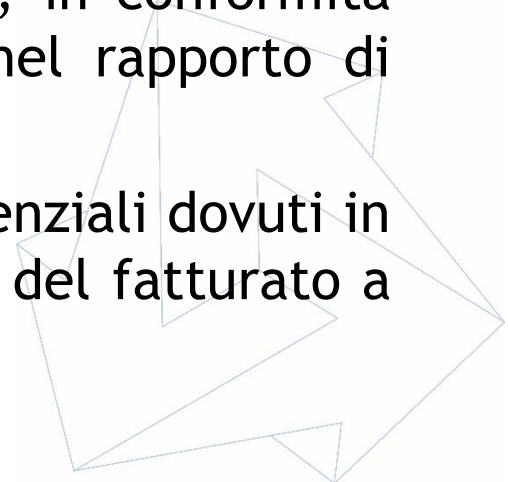 , in conformità
nel rapporto di
enziali dovuti in
del fatturato a